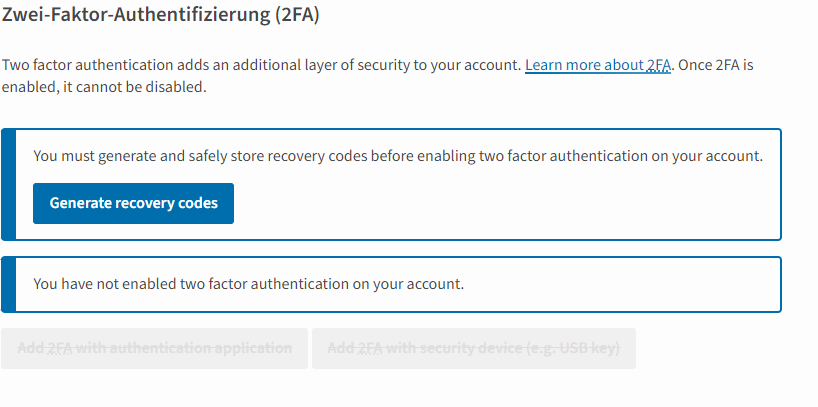 Zwei-Faktor-Authentifizierung (2FA)
Two factor authentication adds an additional layer of security to your account. Learn more about 2FA. Once 2FA is
enabled, it cannot be disabled.
You must generate and safely store recovery codes before enabling two factor authentication on your account.
Generate recovery codes
You have not enabled two factor authentication on your account.
Add 2FA with authentication application
Add 2FA with security device (e.g. USB key)